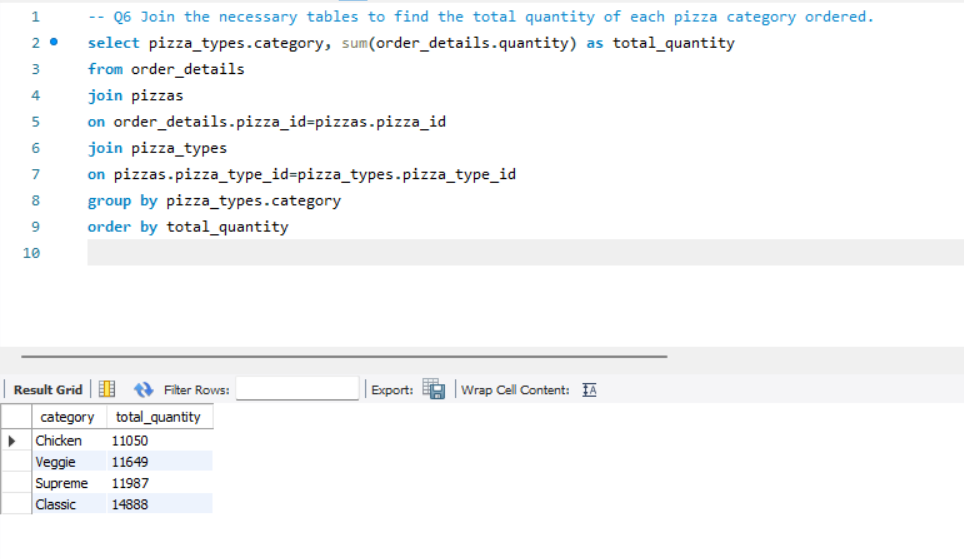 1 -- Q6 Join the necessary tables to find the total quantity of each pizza category ordered.
2 select pizza_types.category, sum(order_details.quantity) as total_quantity
3 from order_details
4 join pizzas
5 on order_details.pizza_id=pizzas.pizza_id
6 join pizza_types
7 on pizzas.pizza_type_id=pizza_types.pizza_type_id
8 group by pizza_types.category
9 order by total_quantity
10
Result Grid Filter Rows: Export: Wrap Cell Content: IA
category total_quantity
Chicken 11050
Veggie 11649
Supreme 11987
Classic 14888